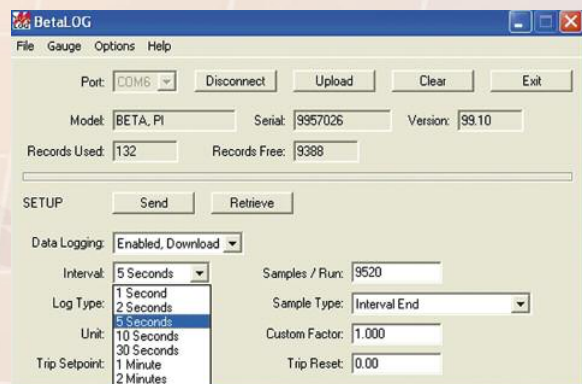 LOG BetaLOG
File Gauge Options Help
Port: COM6 Disconnect Upload Clear Exit
Model: BETA, PI Serial: 9957026 Version: 99.10
Records Used: 132 Records Free: 9388
SETUP Send Retrieve
Data Logging: Enabled, Download
Interval: 5 Seconds Samples / Run: 9520
1 Second
Log Type: 2 Seconds Sample Type: Interval End
5 Seconds
Unit: 10 Seconds Custom Factor: 1.000
30 Seconds
Trip Setpoint: 1 Minute Trip Reset: 0.00
2 Minutes